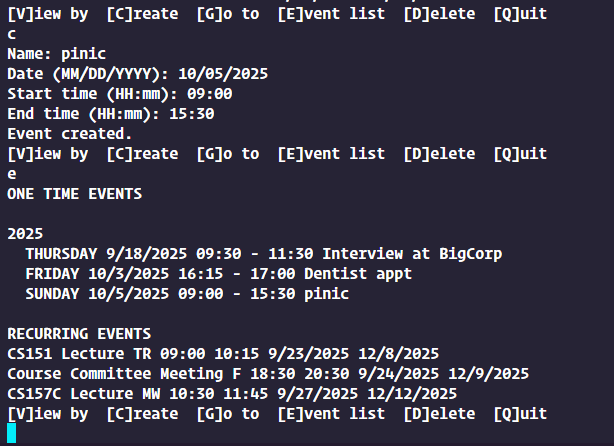 [V]iew by  [C]reate  [G]o to  [E]vent list  [D]elete  [Q]uit
c
Name: pinic
Date (MM/DD/YYYY): 10/05/2025
Start time (HH:mm): 09:00
End time (HH:mm): 15:30
Event created.
[V]iew by  [C]reate  [G]o to  [E]vent list  [D]elete  [Q]uit
e
ONE TIME EVENTS

2025
  THURSDAY 9/18/2025 09:30 - 11:30 Interview at BigCorp
  FRIDAY 10/3/2025 16:15 - 17:00 Dentist appt
  SUNDAY 10/5/2025 09:00 - 15:30 pinic

RECURRING EVENTS
CS151 Lecture TR 09:00 10:15 9/23/2025 12/8/2025
Course Committee Meeting F 18:30 20:30 9/24/2025 12/9/2025
CS157C Lecture MW 10:30 11:45 9/27/2025 12/12/2025
[V]iew by  [C]reate  [G]o to  [E]vent list  [D]elete  [Q]uit